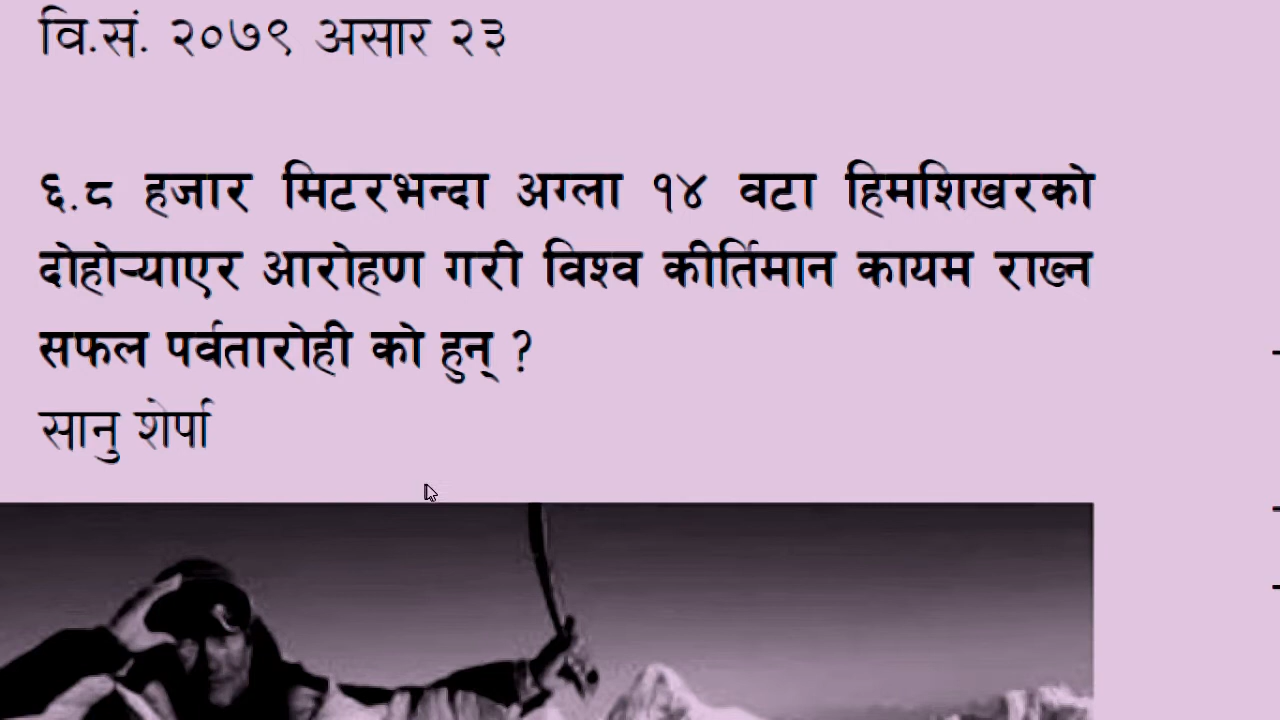 वि.सं. २०७९ असार २३
६.८ हजार मिटरभन्दा अग्ला १४ वटा हिमशिखरको
दोहोर्‍याएर आरोहण गरी विश्व कीर्तिमान कायम राख्न
सफल पर्वतारोही को हुन् ?
सानु शेर्पा